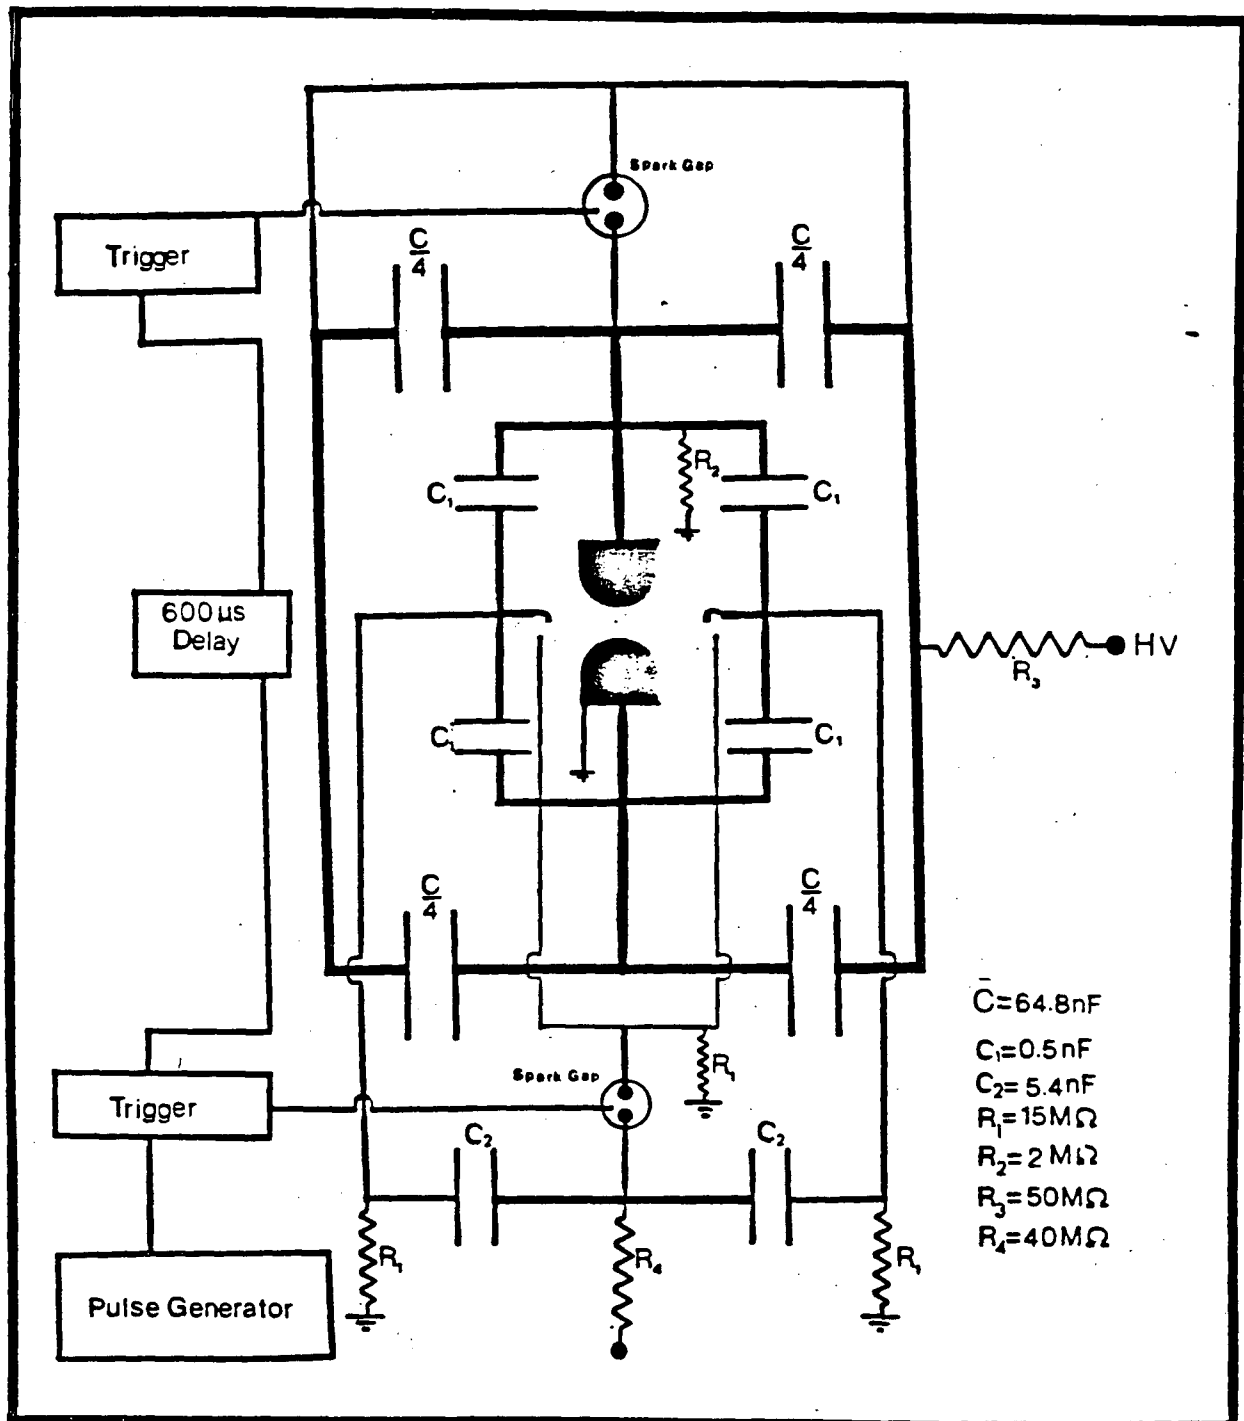 Spark Gap
Trigger
C/4
C/4
R₂
C₁
C₁
600 µs
Delay
HV
R₃
C₁
C₁
C/4
C/4
C̄=64.8nF
C₁=0.5nF
C₂=5.4nF
R₁=15MΩ
R₂=2MΩ
R₃=50MΩ
R₄=40MΩ
R₁
Spark Gap
Trigger
C₂
C₂
R₁
R₄
R₁
Pulse Generator